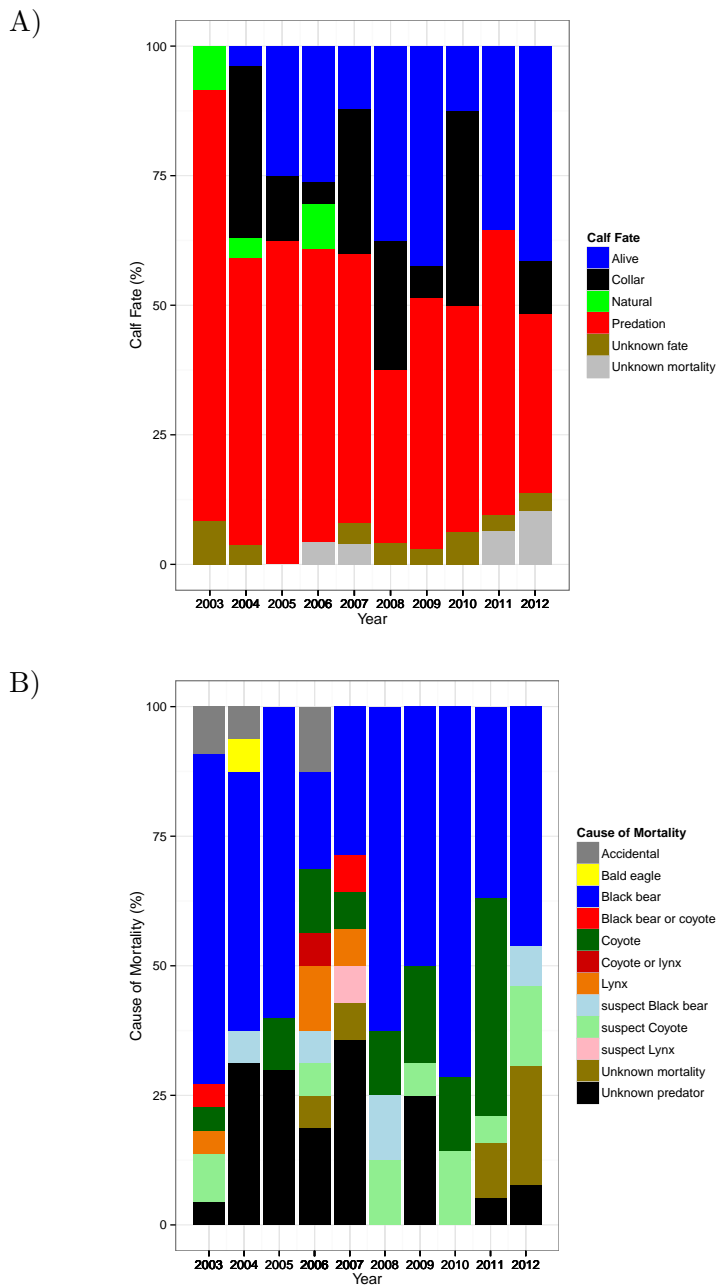 A)
100
75
50
25
0
Calf Fate (%)
2003 2004 2005 2006 2007 2008 2009 2010 2011 2012
Year
Calf Fate
Alive
Collar
Natural
Predation
Unknown fate
Unknown mortality
B)
100
75
50
25
0
Cause of Mortality (%)
2003 2004 2005 2006 2007 2008 2009 2010 2011 2012
Year
Cause of Mortality
Accidental
Bald eagle
Black bear
Black bear or coyote
Coyote
Coyote or lynx
Lynx
suspect Black bear
suspect Coyote
suspect Lynx
Unknown mortality
Unknown predator